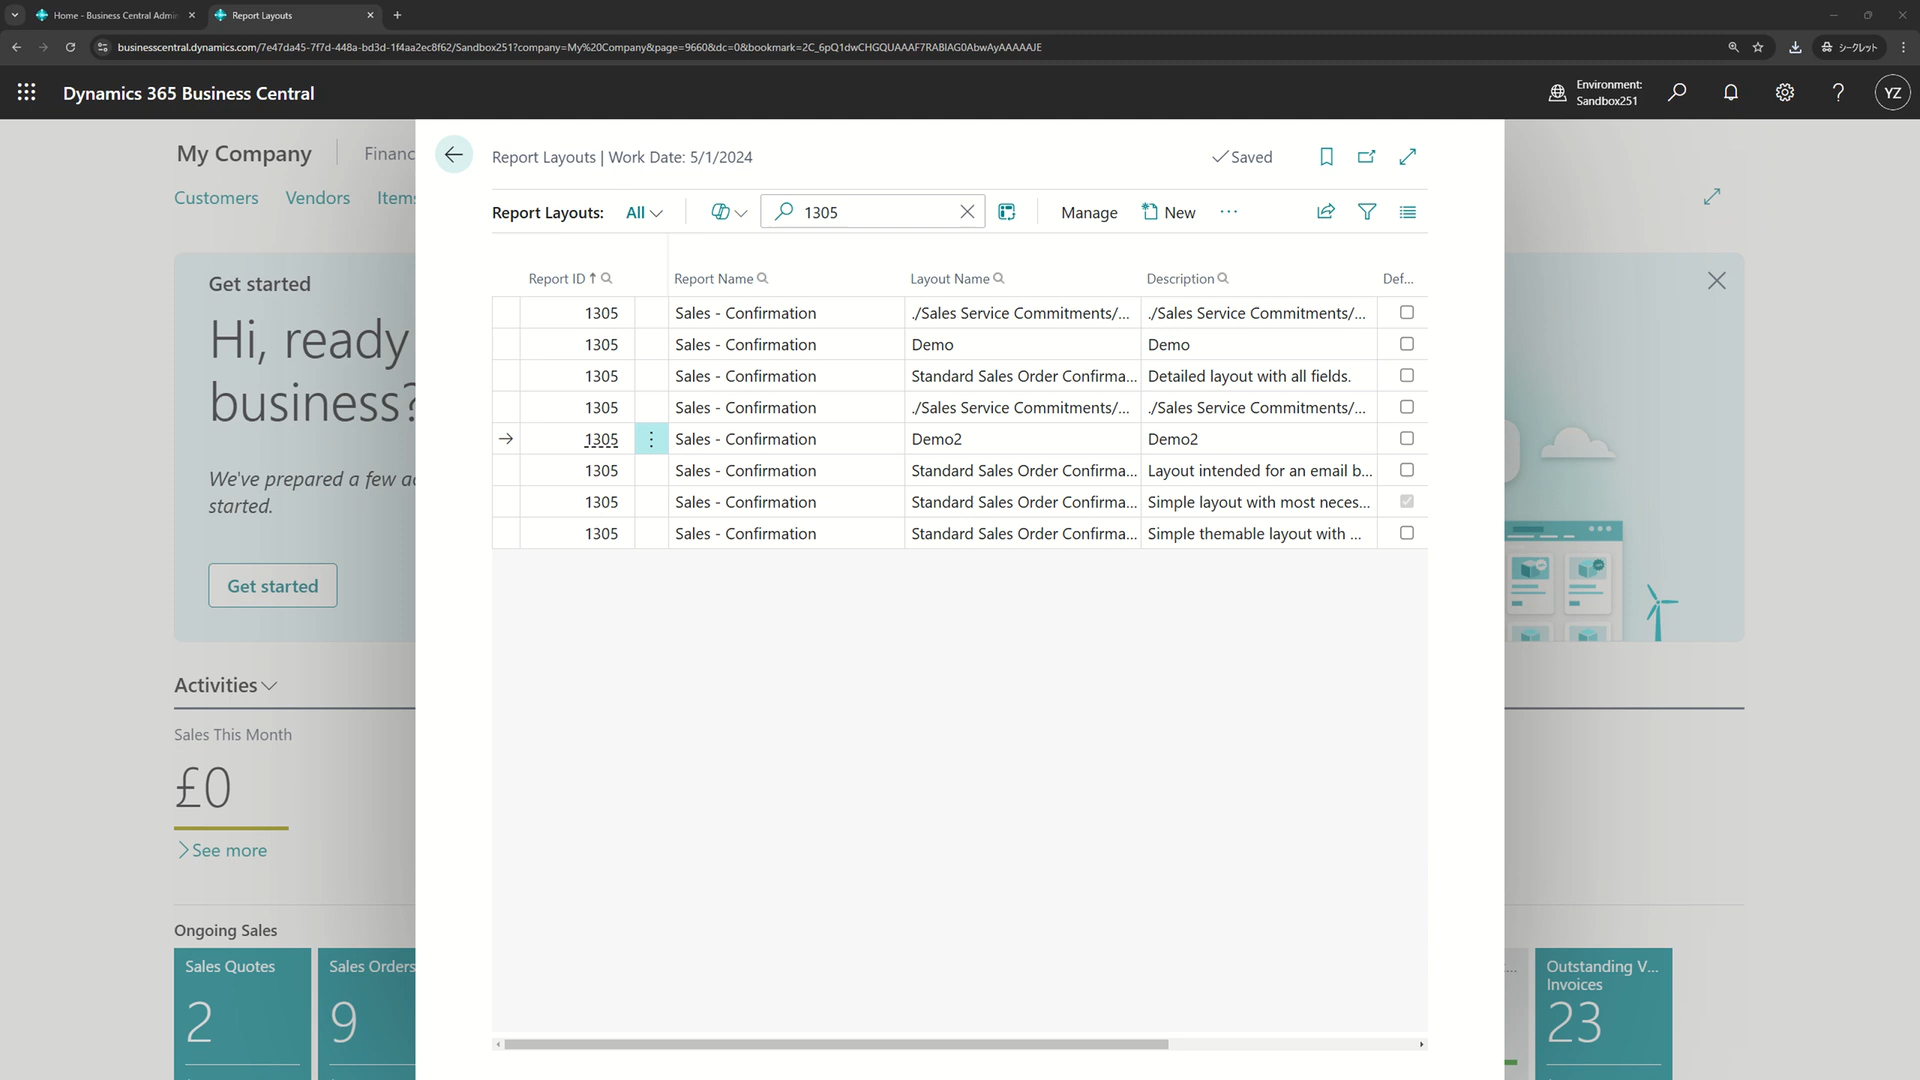 Home - Business Central Admin
Report Layouts
businesscentral.dynamics.com/7e47da45-7f7d-448a-bd3d-1f4aa2ec8f62/Sandbox251?company=My%20Company&page=9660&dc=0&bookmark=2C_6pQ1dwCHGQUAAAF7RABIAG0AbwAyAAAAAJE
シークレット
Dynamics 365 Business Central
Environment:
Sandbox251
YZ
My Company
Financ
Customers Vendors Items
Get started
Hi, ready
business?
We've prepared a few ac
started.
Get started
Activities
Sales This Month
£0
See more
Ongoing Sales
Sales Quotes
2
Sales Orders
9
Report Layouts | Work Date: 5/1/2024
Saved
Report Layouts: All 1305 Manage New ...
Report ID ↑ Report Name Layout Name Description Def...
1305 Sales - Confirmation ./Sales Service Commitments/... ./Sales Service Commitments/...
1305 Sales - Confirmation Demo Demo
1305 Sales - Confirmation Standard Sales Order Confirma... Detailed layout with all fields.
1305 Sales - Confirmation ./Sales Service Commitments/... ./Sales Service Commitments/...
1305 Sales - Confirmation Demo2 Demo2
1305 Sales - Confirmation Standard Sales Order Confirma... Layout intended for an email b...
1305 Sales - Confirmation Standard Sales Order Confirma... Simple layout with most neces...
1305 Sales - Confirmation Standard Sales Order Confirma... Simple themable layout with ...
...
Outstanding V...
Invoices
23